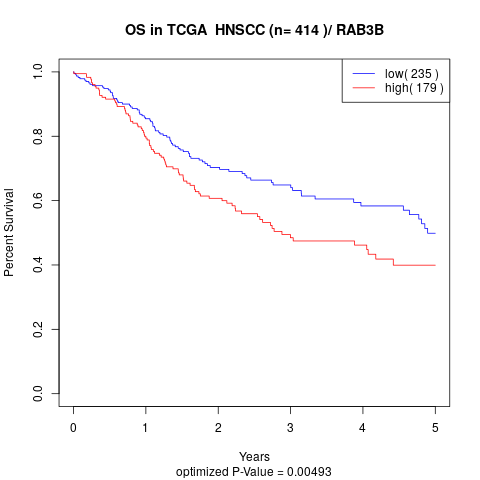 OS in TCGA  HNSCC (n= 414 )/ RAB3B
low( 235 )
high( 179 )
Percent Survival
1.0
0.8
0.6
0.4
0.2
0.0
0 1 2 3 4 5
Years
optimized P-Value = 0.00493